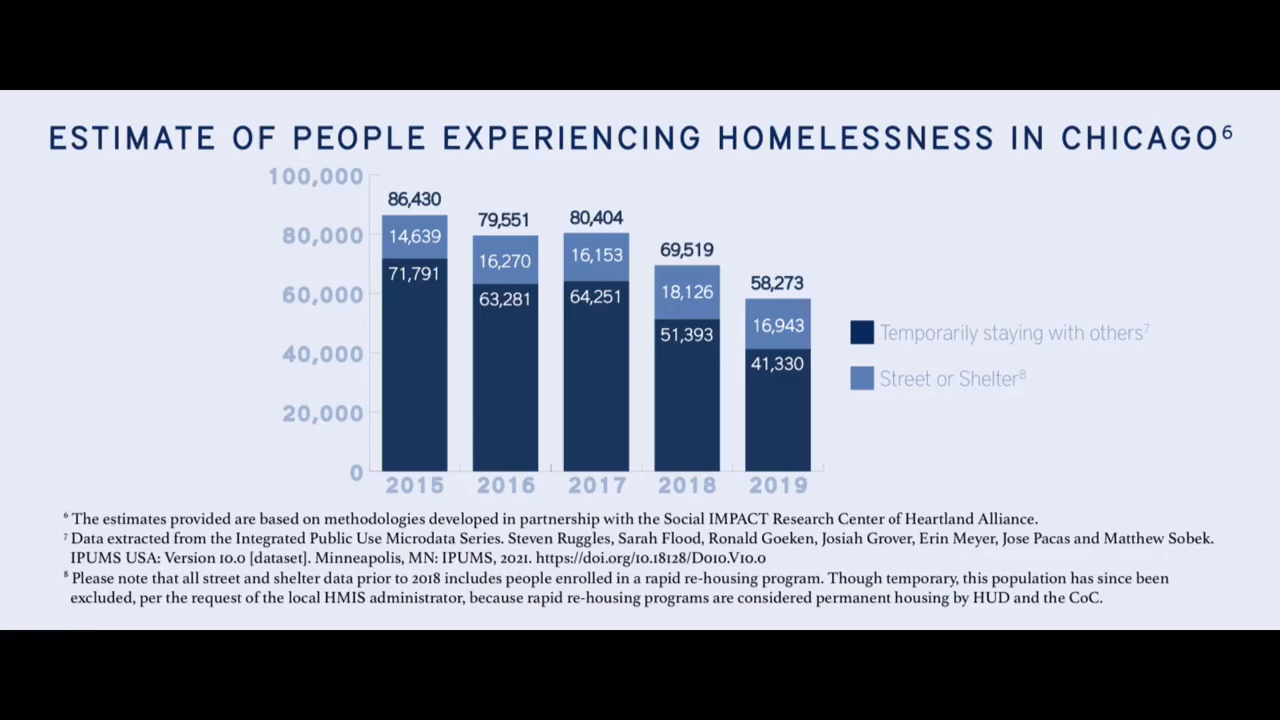 ESTIMATE OF PEOPLE EXPERIENCING HOMELESSNESS IN CHICAGO⁶
100,000
80,000
60,000
40,000
20,000
0
86,430
14,639
71,791
79,551
16,270
63,281
80,404
16,153
64,251
69,519
18,126
51,393
58,273
16,943
41,330
2015 2016 2017 2018 2019
Temporarily staying with others⁷
Street or Shelter⁸
⁶ The estimates provided are based on methodologies developed in partnership with the Social IMPACT Research Center of Heartland Alliance.
⁷ Data extracted from the Integrated Public Use Microdata Series. Steven Ruggles, Sarah Flood, Ronald Goeken, Josiah Grover, Erin Meyer, Jose Pacas and Matthew Sobek.
IPUMS USA: Version 10.0 [dataset]. Minneapolis, MN: IPUMS, 2021. https://doi.org/10.18128/D010.V10.0
⁸ Please note that all street and shelter data prior to 2018 includes people enrolled in a rapid re-housing program. Though temporary, this population has since been
excluded, per the request of the local HMIS administrator, because rapid re-housing programs are considered permanent housing by HUD and the CoC.